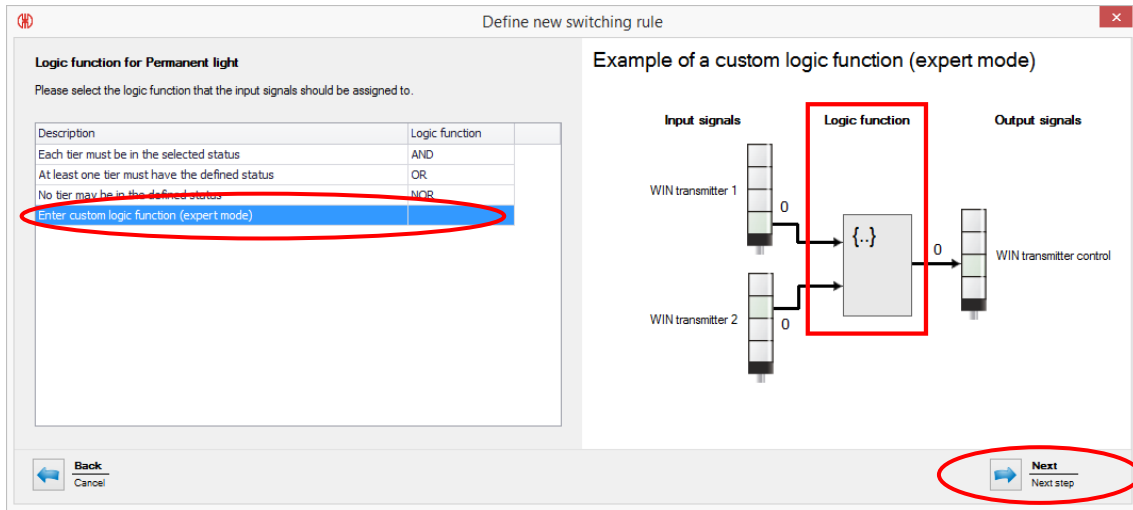 Define new switching rule
Logic function for Permanent light
Please select the logic function that the input signals should be assigned to.
Description Logic function
Each tier must be in the selected status AND
At least one tier must have the defined status OR
No tier may be in the defined status NOR
Enter custom logic function (expert mode)
Back
Cancel
Example of a custom logic function (expert mode)
Input signals Logic function Output signals
WIN transmitter 1
0
{..}
0
WIN transmitter control
WIN transmitter 2
0
Next
Next step